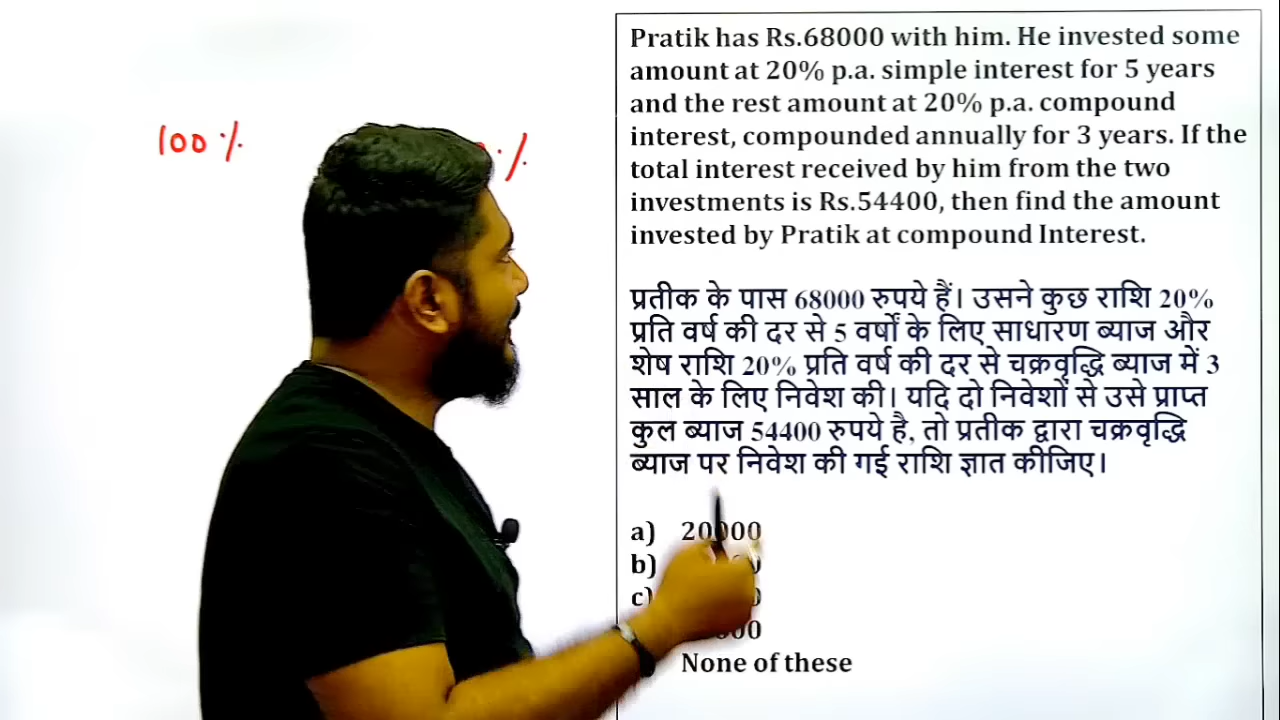 100 %
%
Pratik has Rs.68000 with him. He invested some
amount at 20% p.a. simple interest for 5 years
and the rest amount at 20% p.a. compound
interest, compounded annually for 3 years. If the
total interest received by him from the two
investments is Rs.54400, then find the amount
invested by Pratik at compound Interest.
प्रतीक के पास 68000 रुपये हैं। उसने कुछ राशि 20%
प्रति वर्ष की दर से 5 वर्षों के लिए साधारण ब्याज और
शेष राशि 20% प्रति वर्ष की दर से चक्रवृद्धि ब्याज में 3
साल के लिए निवेश की। यदि दो निवेशों से उसे प्राप्त
कुल ब्याज 54400 रुपये है, तो प्रतीक द्वारा चक्रवृद्धि
ब्याज पर निवेश की गई राशि ज्ञात कीजिए।
a) 20000
b)
c)
None of these